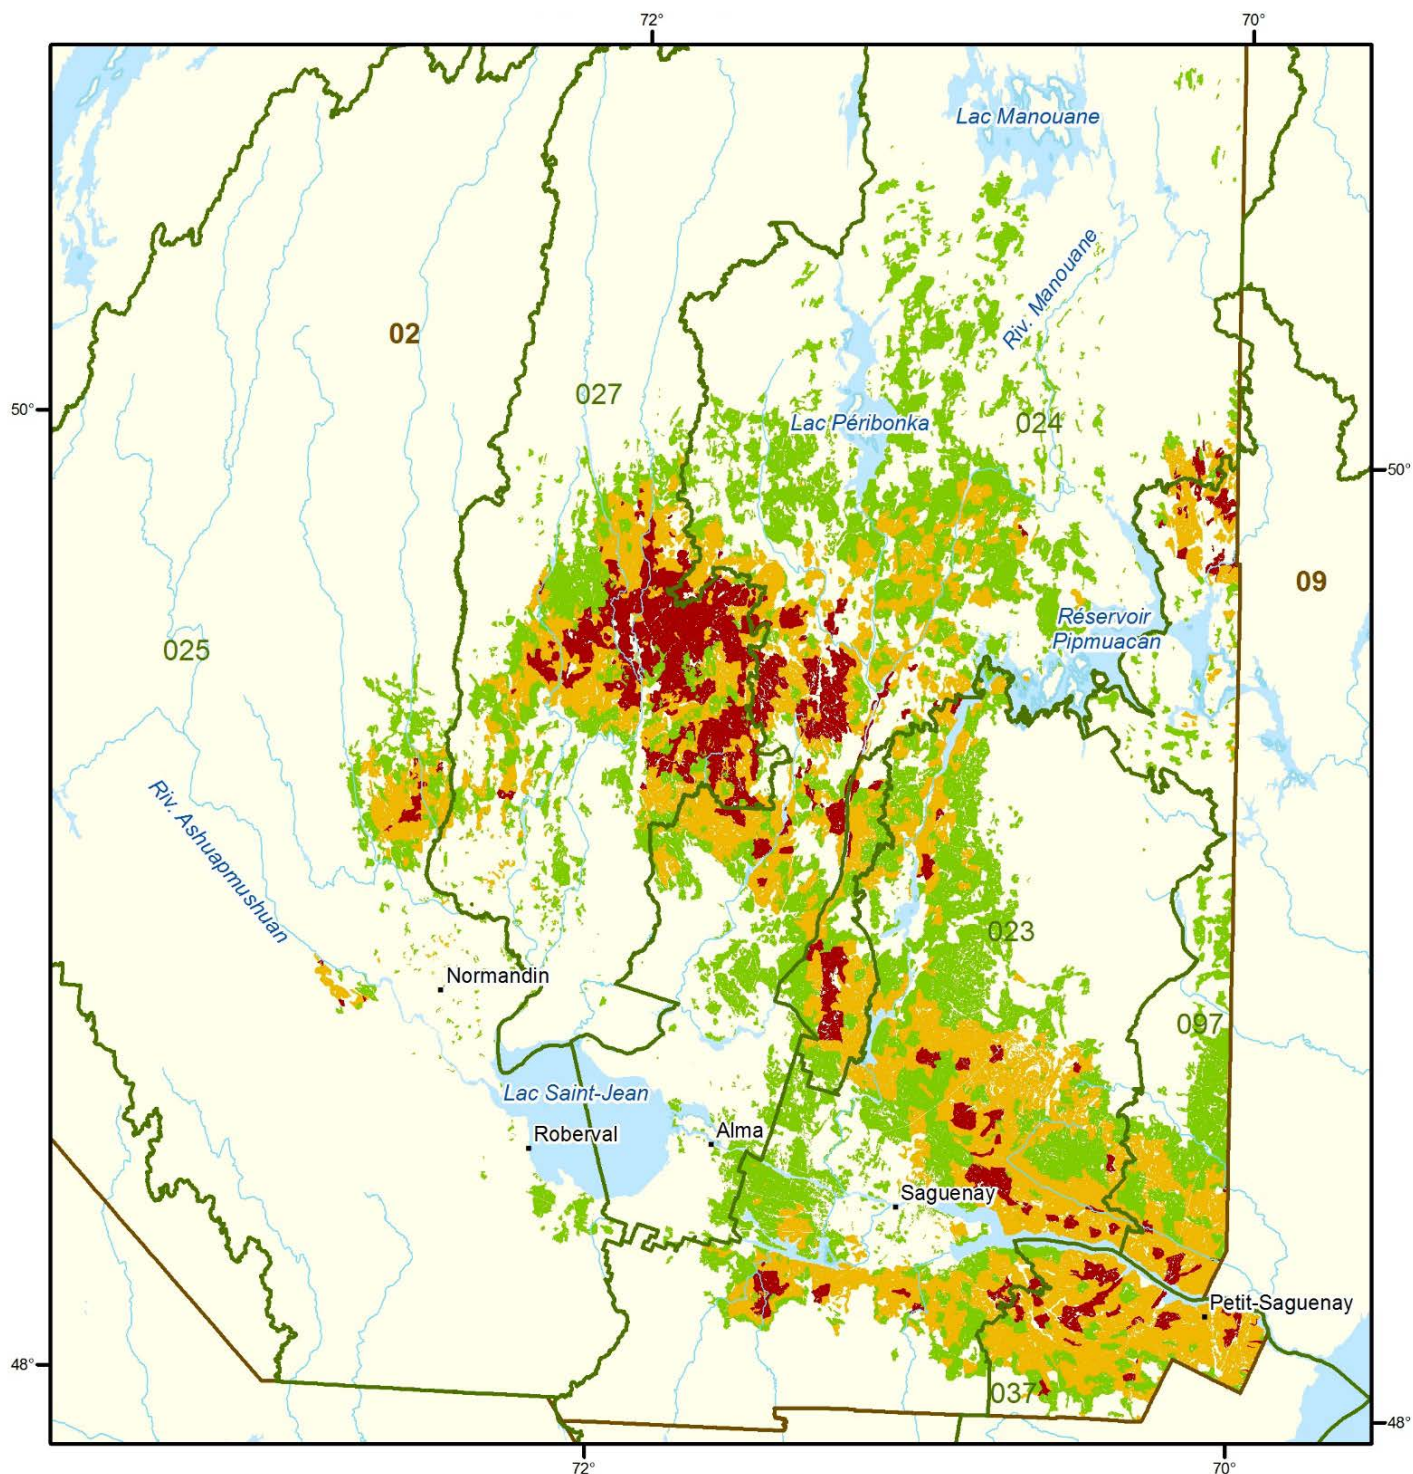 72°
70°
Lac Manouane
Riv. Manouane
02
027
50°
Lac Péribonka
024
50°
09
Réservoir
Pipmuacan
025
Riv. Ashuapmushuan
023
Normandin
097
Lac Saint-Jean
Roberval
Alma
Saguenay
Petit-Saguenay
48°
037
48°
72°
70°